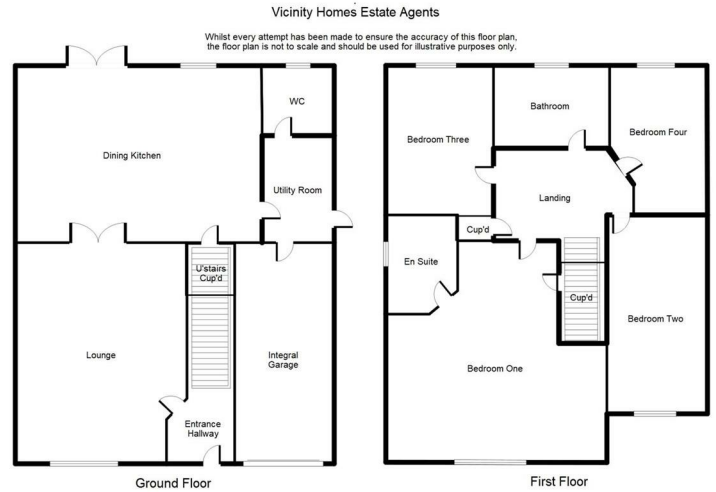 Vicinity Homes Estate Agents
Whilst every attempt has been made to ensure the accuracy of this floor plan,
the floor plan is not to scale and should be used for illustrative purposes only.
WC
Dining Kitchen
Utility Room
U'stairs
Cup'd
Lounge
Integral
Garage
Entrance
Hallway
Ground Floor
Bathroom
Bedroom Three
Bedroom Four
Landing
Cup'd
En Suite
Cup'd
Bedroom Two
Bedroom One
First Floor